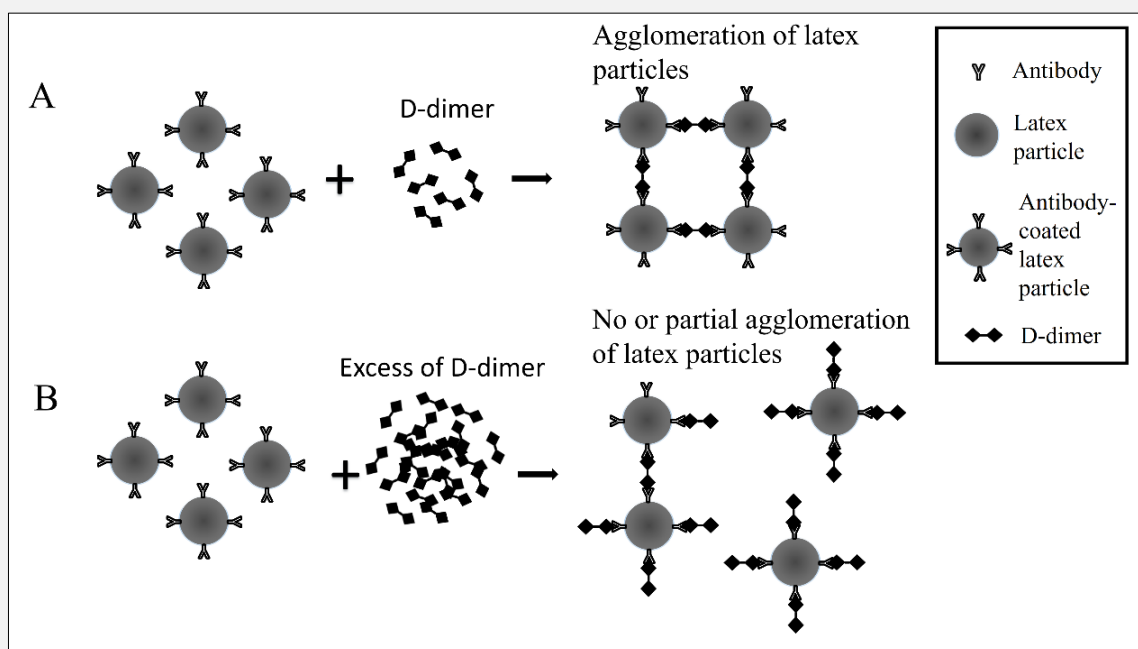 A
D-dimer
Agglomeration of latex
particles
B
Excess of D-dimer
No or partial agglomeration
of latex particles
Antibody
Latex
particle
Antibody-
coated
latex
particle
D-dimer